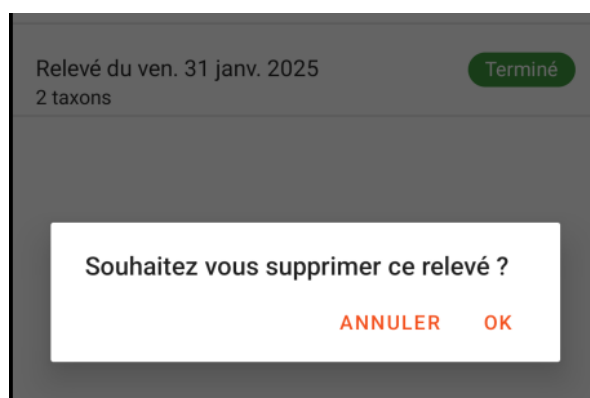 Relevé du ven. 31 janv. 2025
Terminé
2 taxons
Souhaitez vous supprimer ce relevé ?
ANNULER OK